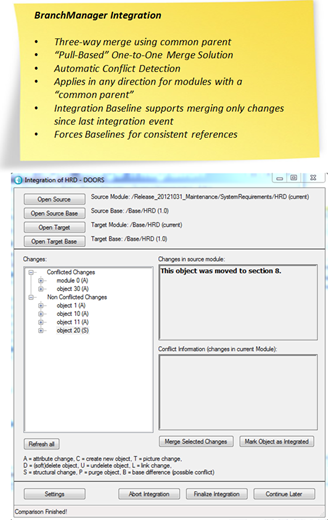 BranchManager Integration
• Three-way merge using common parent
• “Pull-Based” One-to-One Merge Solution
• Automatic Conflict Detection
• Applies in any direction for modules with a
“common parent”
• Integration Baseline supports merging only changes
since last integration event
• Forces Baselines for consistent references
Integration of HRD - DOORS
Open Source Source Module: /Release_20121031_Maintenance/SystemRequirements/HRD (current)
Open Source Base Source Base: /Base/HRD (1.0)
Open Target Target Module: /Base/HRD (current)
Open Target Base Target Base: /Base/HRD (1.0)
Changes:
Conflicted Changes
module 0 (A)
object 30 (A)
Non Conflicted Changes
object 1 (A)
object 10 (A)
object 11 (A)
object 20 (S)
Changes in source module:
This object was moved to section 8.
Conflict Information (changes in current Module):
Refresh all Merge Selected Changes Mark Object as Integrated
A = attribute change, C = create new object, T = picture change,
D = (soft)delete object, U = undelete object, L = link change,
S = structural change, P = purge object, B = base difference (possible conflict)
Settings Abort Integration Finalize Integration Continue Later
Comparison Finished!